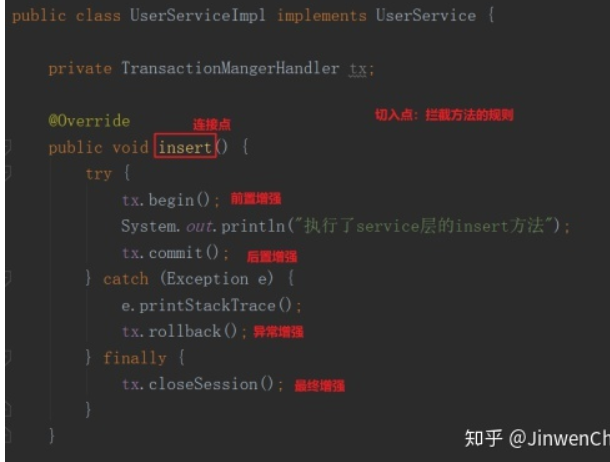 public class UserServiceImpl implements UserService {
private TransactionMangerHandler tx;
@Override
连接点
切入点：拦截方法的规则
public void insert() {
try {
tx.begin(); 前置增强
System.out.println("执行了service层的insert方法");
tx.commit(); 后置增强
} catch (Exception e) {
e.printStackTrace();
tx.rollback(); 异常增强
} finally {
tx.closeSession(); 最终增强
}
}
知乎 @JinwenCh